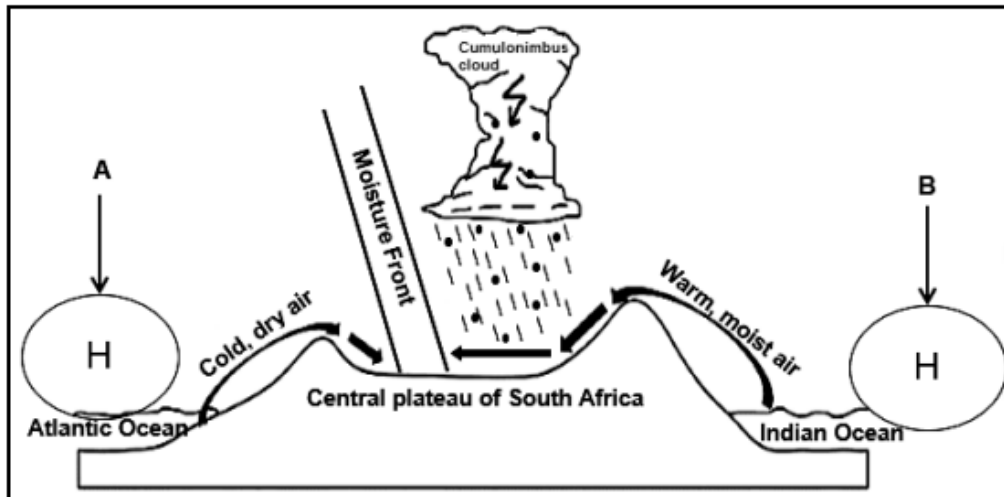 Cumulonimbus
cloud
A
Moisture Front
B
H
Cold, dry air
Warm, moist air
H
Central plateau of South Africa
Atlantic Ocean
Indian Ocean